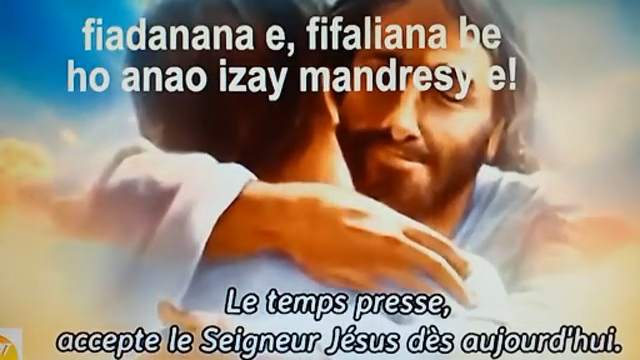 fiadanana e, fifaliana be
ho anao izay mandresy e!
Le temps presse,
accepte le Seigneur Jésus dès aujourd'hui.